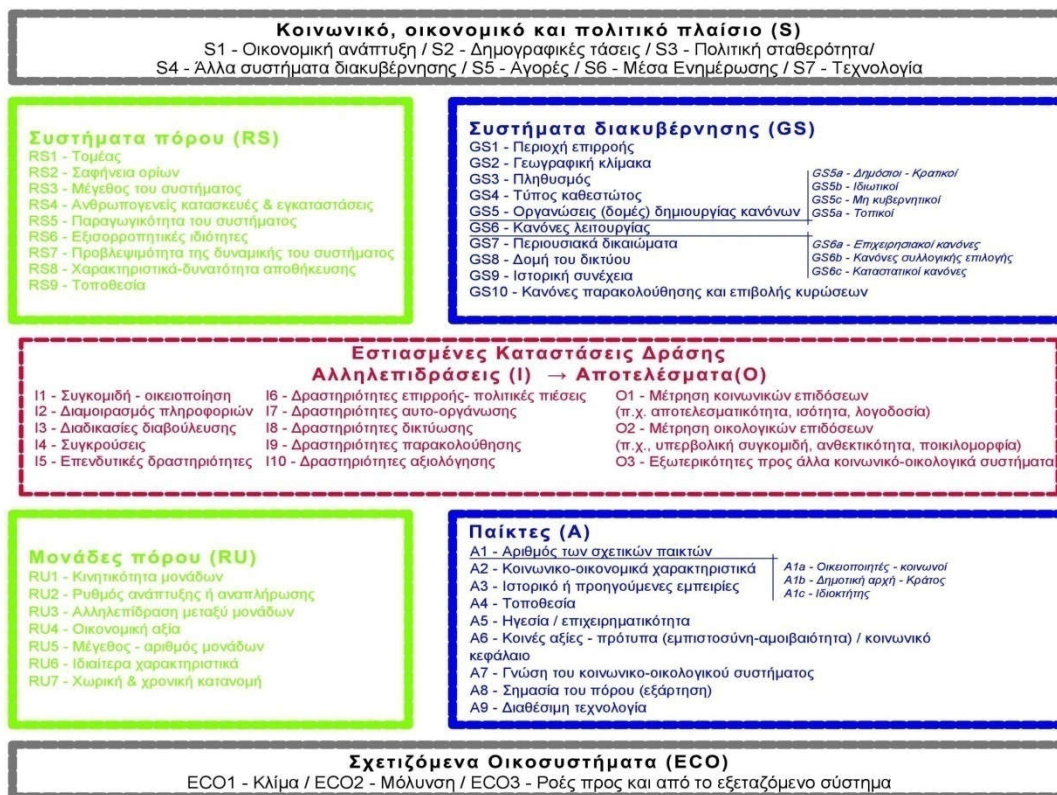 Κοινωνικό, οικονομικό και πολιτικό πλαίσιο (S)
S1 - Οικονομική ανάπτυξη / S2 - Δημογραφικές τάσεις / S3 - Πολιτική σταθερότητα/
S4 - Άλλα συστήματα διακυβέρνησης / S5 - Αγορές / S6 - Μέσα Ενημέρωσης / S7 - Τεχνολογία
Συστήματα πόρου (RS)
RS1 - Τομέας
RS2 - Σαφήνεια ορίων
RS3 - Μέγεθος του συστήματος
RS4 - Ανθρωπογενείς κατασκευές & εγκαταστάσεις
RS5 - Παραγωγικότητα του συστήματος
RS6 - Εξισορροπητικές ιδιότητες
RS7 - Προβλεψιμότητα της δυναμικής του συστήματος
RS8 - Χαρακτηριστικά-δυνατότητα αποθήκευσης
RS9 - Τοποθεσία
Συστήματα διακυβέρνησης (GS)
GS1 - Περιοχή επιρροής
GS2 - Γεωγραφική κλίμακα
GS3 - Πληθυσμός
GS4 - Τύπος καθεστώτος
GS5 - Οργανώσεις (δομές) δημιουργίας κανόνων
GS6 - Κανόνες λειτουργίας
GS7 - Περιουσιακά δικαιώματα
GS8 - Δομή του δικτύου
GS9 - Ιστορική συνέχεια
GS10 - Κανόνες παρακολούθησης και επιβολής κυρώσεων
GS5a - Δημόσιοι - Κρατικοί
GS5b - Ιδιωτικοί
GS5c - Μη κυβερνητικοί
GS5a - Τοπικοί
GS6a - Επιχειρησιακοί κανόνες
GS6b - Κανόνες συλλογικής επιλογής
GS6c - Καταστατικοί κανόνες
Εστιασμένες Καταστάσεις Δράσης
Αλληλεπιδράσεις (I) → Αποτελέσματα(O)
I1 - Συγκομιδή - οικειοποίηση
I2 - Διαμοιρασμός πληροφοριών
I3 - Διαδικασίες διαβούλευσης
I4 - Συγκρούσεις
I5 - Επενδυτικές δραστηριότητες
I6 - Δραστηριότητες επιρροής- πολιτικές πιέσεις
I7 - Δραστηριότητες αυτο-οργάνωσης
I8 - Δραστηριότητες δικτύωσης
I9 - Δραστηριότητες παρακολούθησης
I10 - Δραστηριότητες αξιολόγησης
O1 - Μέτρηση κοινωνικών επιδόσεων
(π.χ. αποτελεσματικότητα, ισότητα, λογοδοσία)
O2 - Μέτρηση οικολογικών επιδόσεων
(π.χ., υπερβολική συγκομιδή, ανθεκτικότητα, ποικιλομορφία)
O3 - Εξωτερικότητες προς άλλα κοινωνικό-οικολογικά συστήματα
Μονάδες πόρου (RU)
RU1 - Κινητικότητα μονάδων
RU2 - Ρυθμός ανάπτυξης ή αναπλήρωσης
RU3 - Αλληλεπίδραση μεταξύ μονάδων
RU4 - Οικονομική αξία
RU5 - Μέγεθος - αριθμός μονάδων
RU6 - Ιδιαίτερα χαρακτηριστικά
RU7 - Χωρική & χρονική κατανομή
Παίκτες (A)
A1 - Αριθμός των σχετικών παικτών
A2 - Κοινωνικο-οικονομικά χαρακτηριστικά
A3 - Ιστορικό ή προηγούμενες εμπειρίες
A4 - Τοποθεσία
A5 - Ηγεσία / επιχειρηματικότητα
A6 - Κοινές αξίες - πρότυπα (εμπιστοσύνη-αμοιβαιότητα) / κοινωνικό
κεφάλαιο
A7 - Γνώση του κοινωνικο-οικολογικού συστήματος
A8 - Σημασία του πόρου (εξάρτηση)
A9 - Διαθέσιμη τεχνολογία
A1a - Οικειοποιητές - κοινωνοί
A1b - Δημοτική αρχή - Κράτος
A1c - Ιδιοκτήτης
Σχετιζόμενα Οικοσυστήματα (ECO)
ECO1 - Κλίμα / ECO2 - Μόλυνση / ECO3 - Ροές προς και από το εξεταζόμενο σύστημα